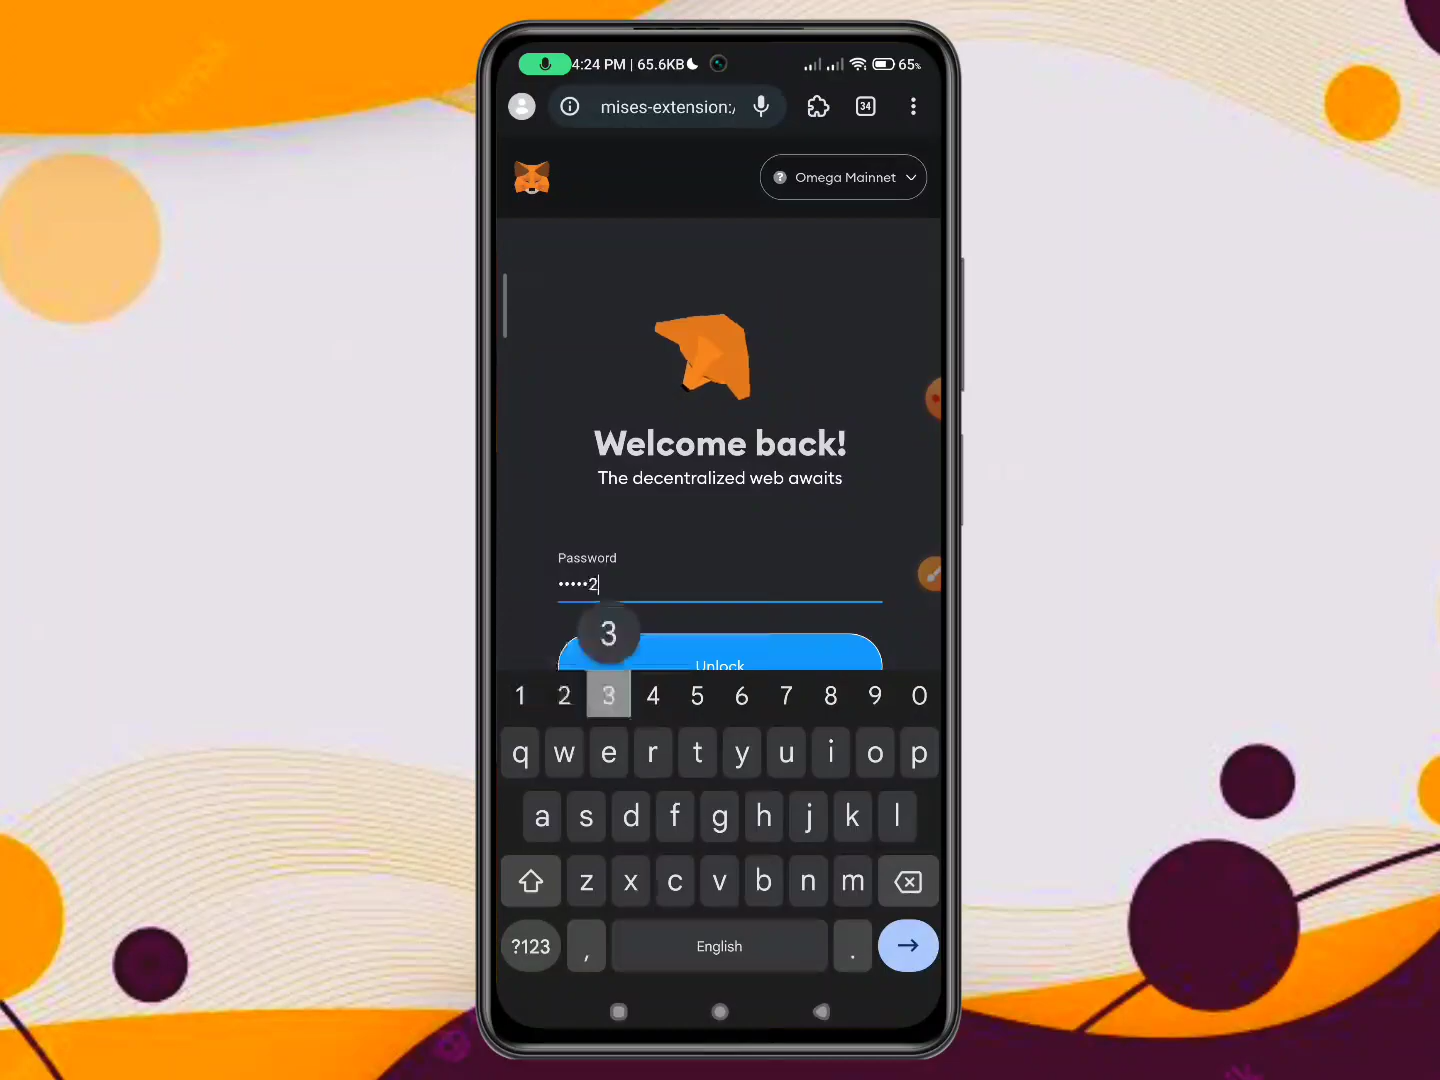 4:24 PM | 65.6KB 65%
mises-extension:/ 34
? Omega Mainnet
Welcome back!
The decentralized web awaits
Password
•••••2
3
Unlock
1 2 3 4 5 6 7 8 9 0
q w e r t y u i o p
a s d f g h j k l
z x c v b n m
?123 , English .